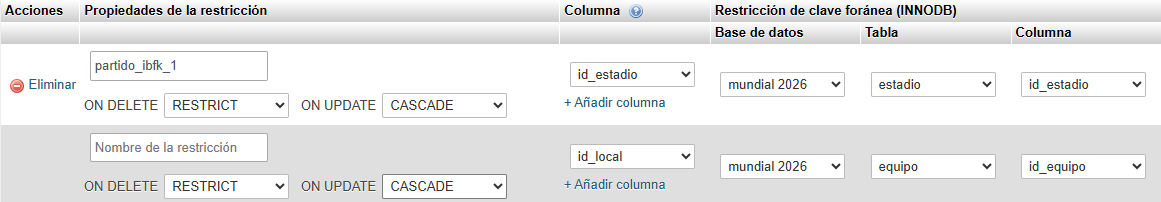 Acciones Propiedades de la restricción Columna Restricción de clave foránea (INNODB)
Base de datos Tabla Columna
partido_ibfk_1
Eliminar id_estadio mundial 2026 estadio id_estadio
ON DELETE RESTRICT ON UPDATE CASCADE + Añadir columna
Nombre de la restricción
id_local mundial 2026 equipo id_equipo
ON DELETE RESTRICT ON UPDATE CASCADE + Añadir columna